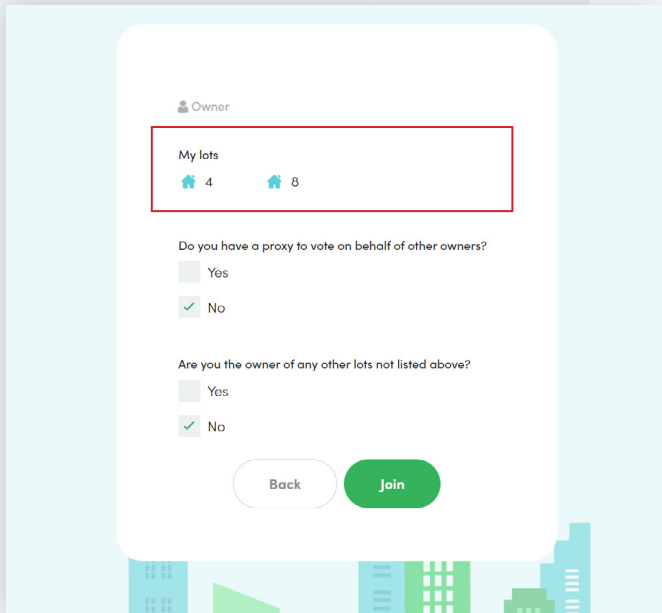 Owner
My lots
4 8
Do you have a proxy to vote on behalf of other owners?
Yes
No
Are you the owner of any other lots not listed above?
Yes
No
Back Join